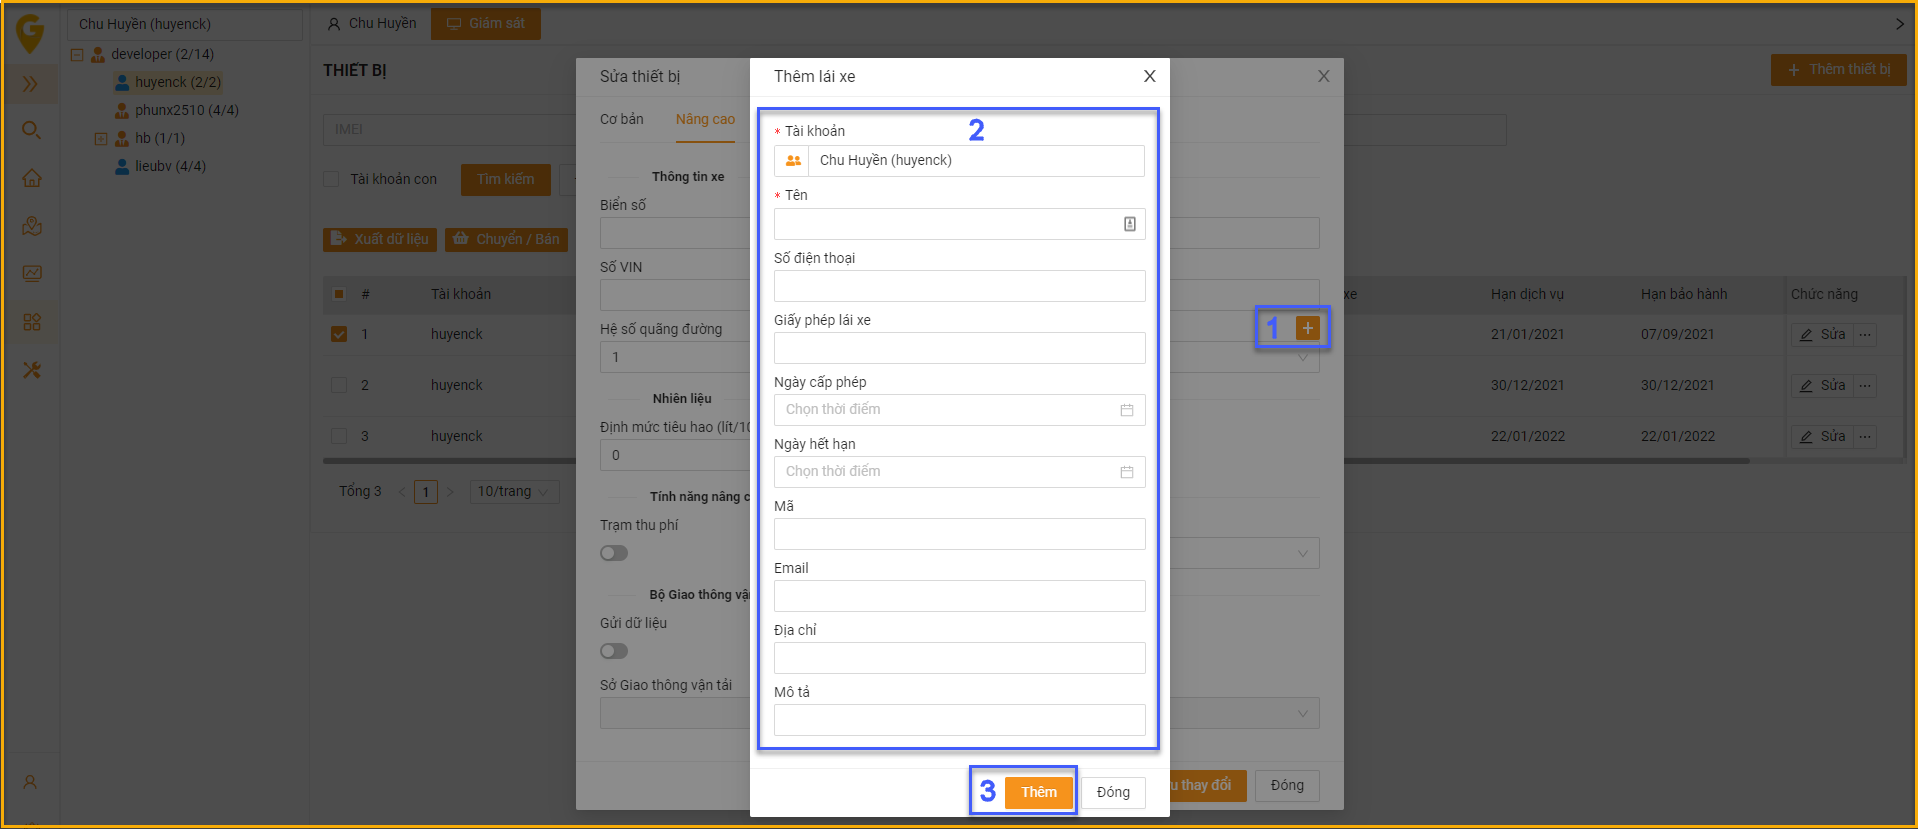 Chu Huyền (huyenck)
developer (2/14)
huyenck (2/2)
phunx2510 (4/4)
hb (1/1)
lieubv (4/4)
Chu Huyền
Giám sát
THIẾT BỊ
Thêm thiết bị
IMEI
Tài khoản con
Tìm kiếm
Xuất dữ liệu
Chuyển / Bán
# Tài khoản xe Hạn dịch vụ Hạn bảo hành Chức năng
1 huyenck 21/01/2021 07/09/2021 Sửa ...
2 huyenck 30/12/2021 30/12/2021 Sửa ...
3 huyenck 22/01/2022 22/01/2022 Sửa ...
Tổng 3 < 1 > 10/trang
Sửa thiết bị X
Cơ bản
Nâng cao
Thông tin xe
Biển số
Số VIN
Hệ số quãng đường
1
1 +
Nhiên liệu
Định mức tiêu hao (lít/10
0
Tính năng nâng c
Trạm thu phí
Bộ Giao thông vậ
Gửi dữ liệu
Sở Giao thông vận tải
u thay đổi
Đóng
Thêm lái xe X
2
* Tài khoản
Chu Huyền (huyenck)
* Tên
Số điện thoại
Giấy phép lái xe
Ngày cấp phép
Chọn thời điểm
Ngày hết hạn
Chọn thời điểm
Mã
Email
Địa chỉ
Mô tả
3 Thêm
Đóng